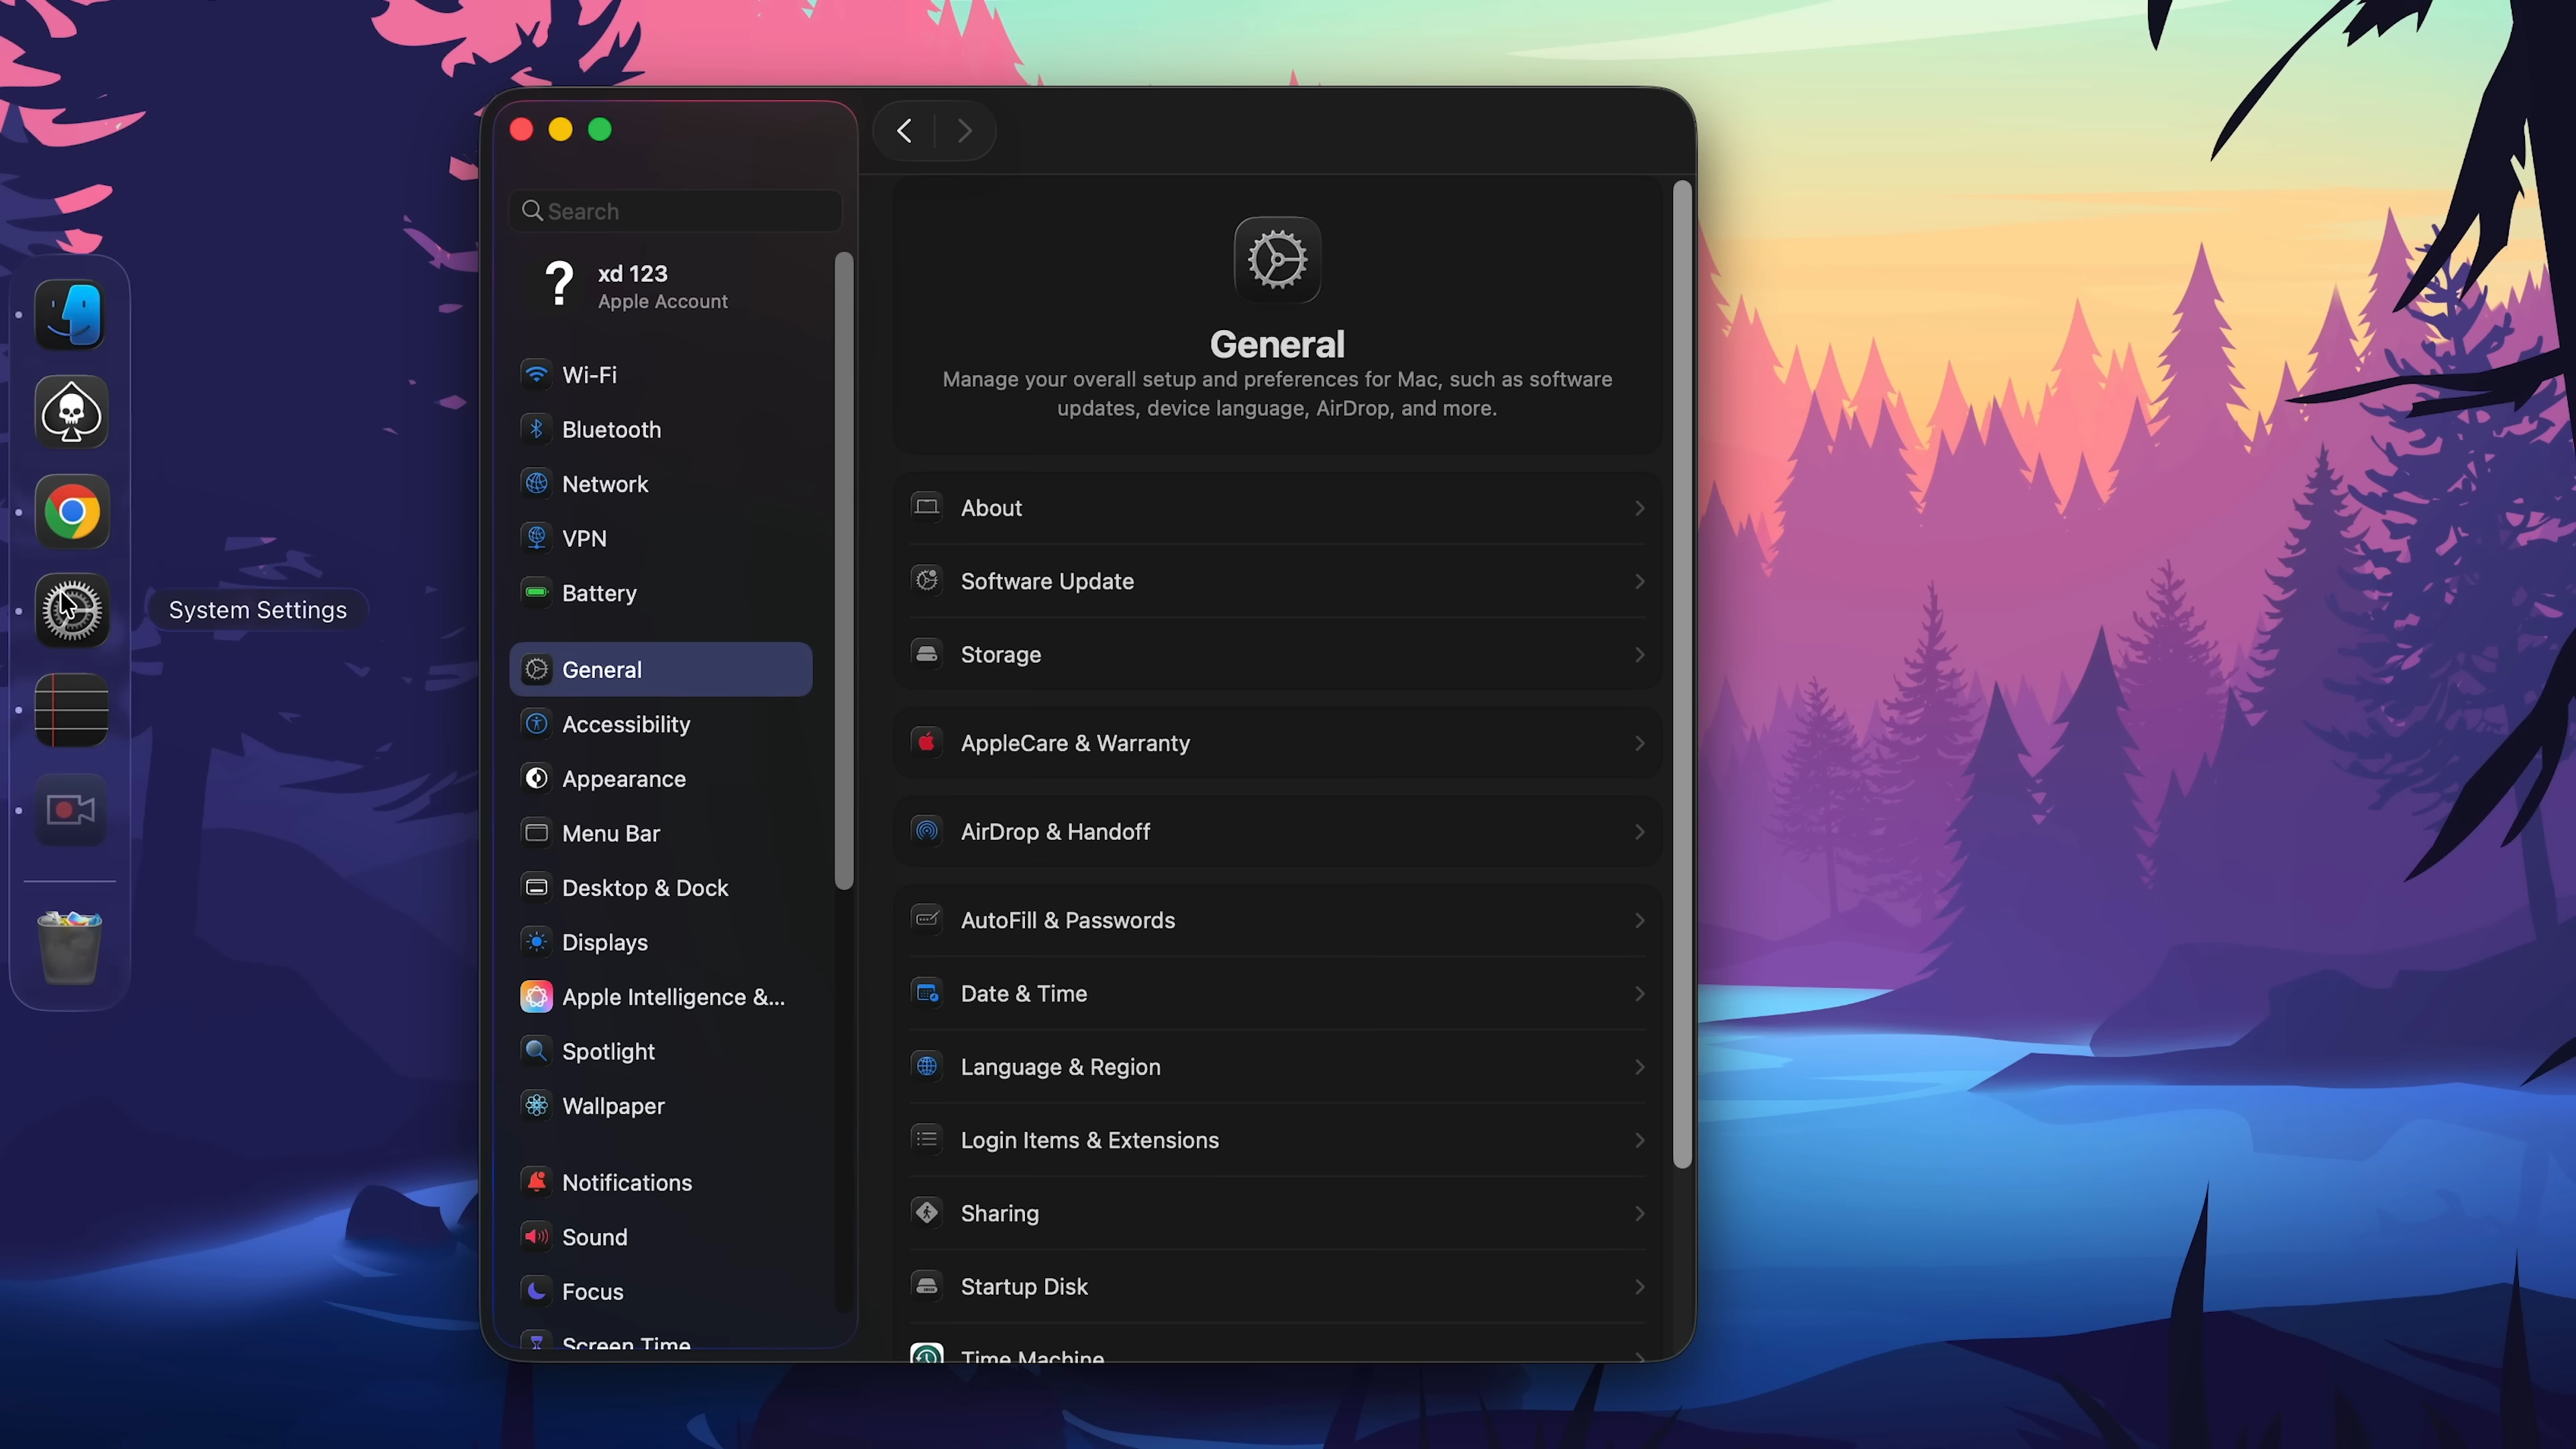 Search
xd 123
Apple Account
Wi-Fi
Bluetooth
Network
VPN
Battery
General
Accessibility
Appearance
Menu Bar
Desktop & Dock
Displays
Apple Intelligence &...
Spotlight
Wallpaper
Notifications
Sound
Focus
Screen Time
System Settings
General
Manage your overall setup and preferences for Mac, such as software
updates, device language, AirDrop, and more.
About
Software Update
Storage
AppleCare & Warranty
AirDrop & Handoff
AutoFill & Passwords
Date & Time
Language & Region
Login Items & Extensions
Sharing
Startup Disk
Time Machine